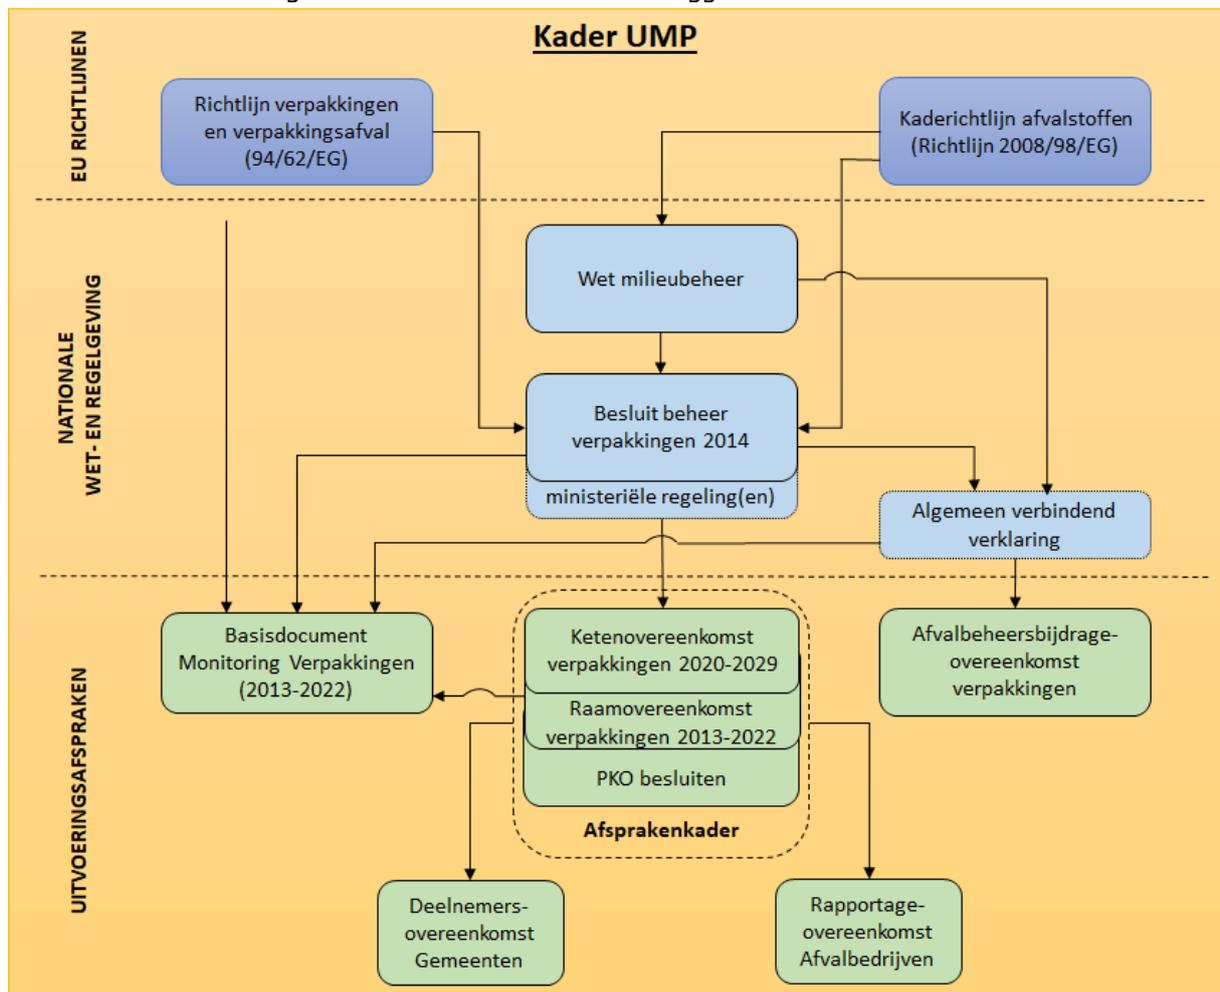 Kader UMP
EU RICHTLIJNEN
Richtlijn verpakkingen
en verpakkingsafval
(94/62/EG)
Kaderichtlijn afvalstoffen
(Richtlijn 2008/98/EG)
NATIONALE
WET- EN REGELGEVING
Wet milieubeheer
Besluit beheer
verpakkingen 2014
ministeriële regeling(en)
Algemeen verbindend
verklaring
UITVOERINGSAFSPRAKEN
Basisdocument
Monitoring Verpakkingen
(2013-2022)
Ketenovereenkomst
verpakkingen 2020-2029
Raamovereenkomst
verpakkingen 2013-2022
PKO besluiten
Afsprakenkader
Afvalbeheersbijdrage-
overeenkomst
verpakkingen
Deelnemers-
overeenkomst
Gemeenten
Rapportage-
overeenkomst
Afvalbedrijven